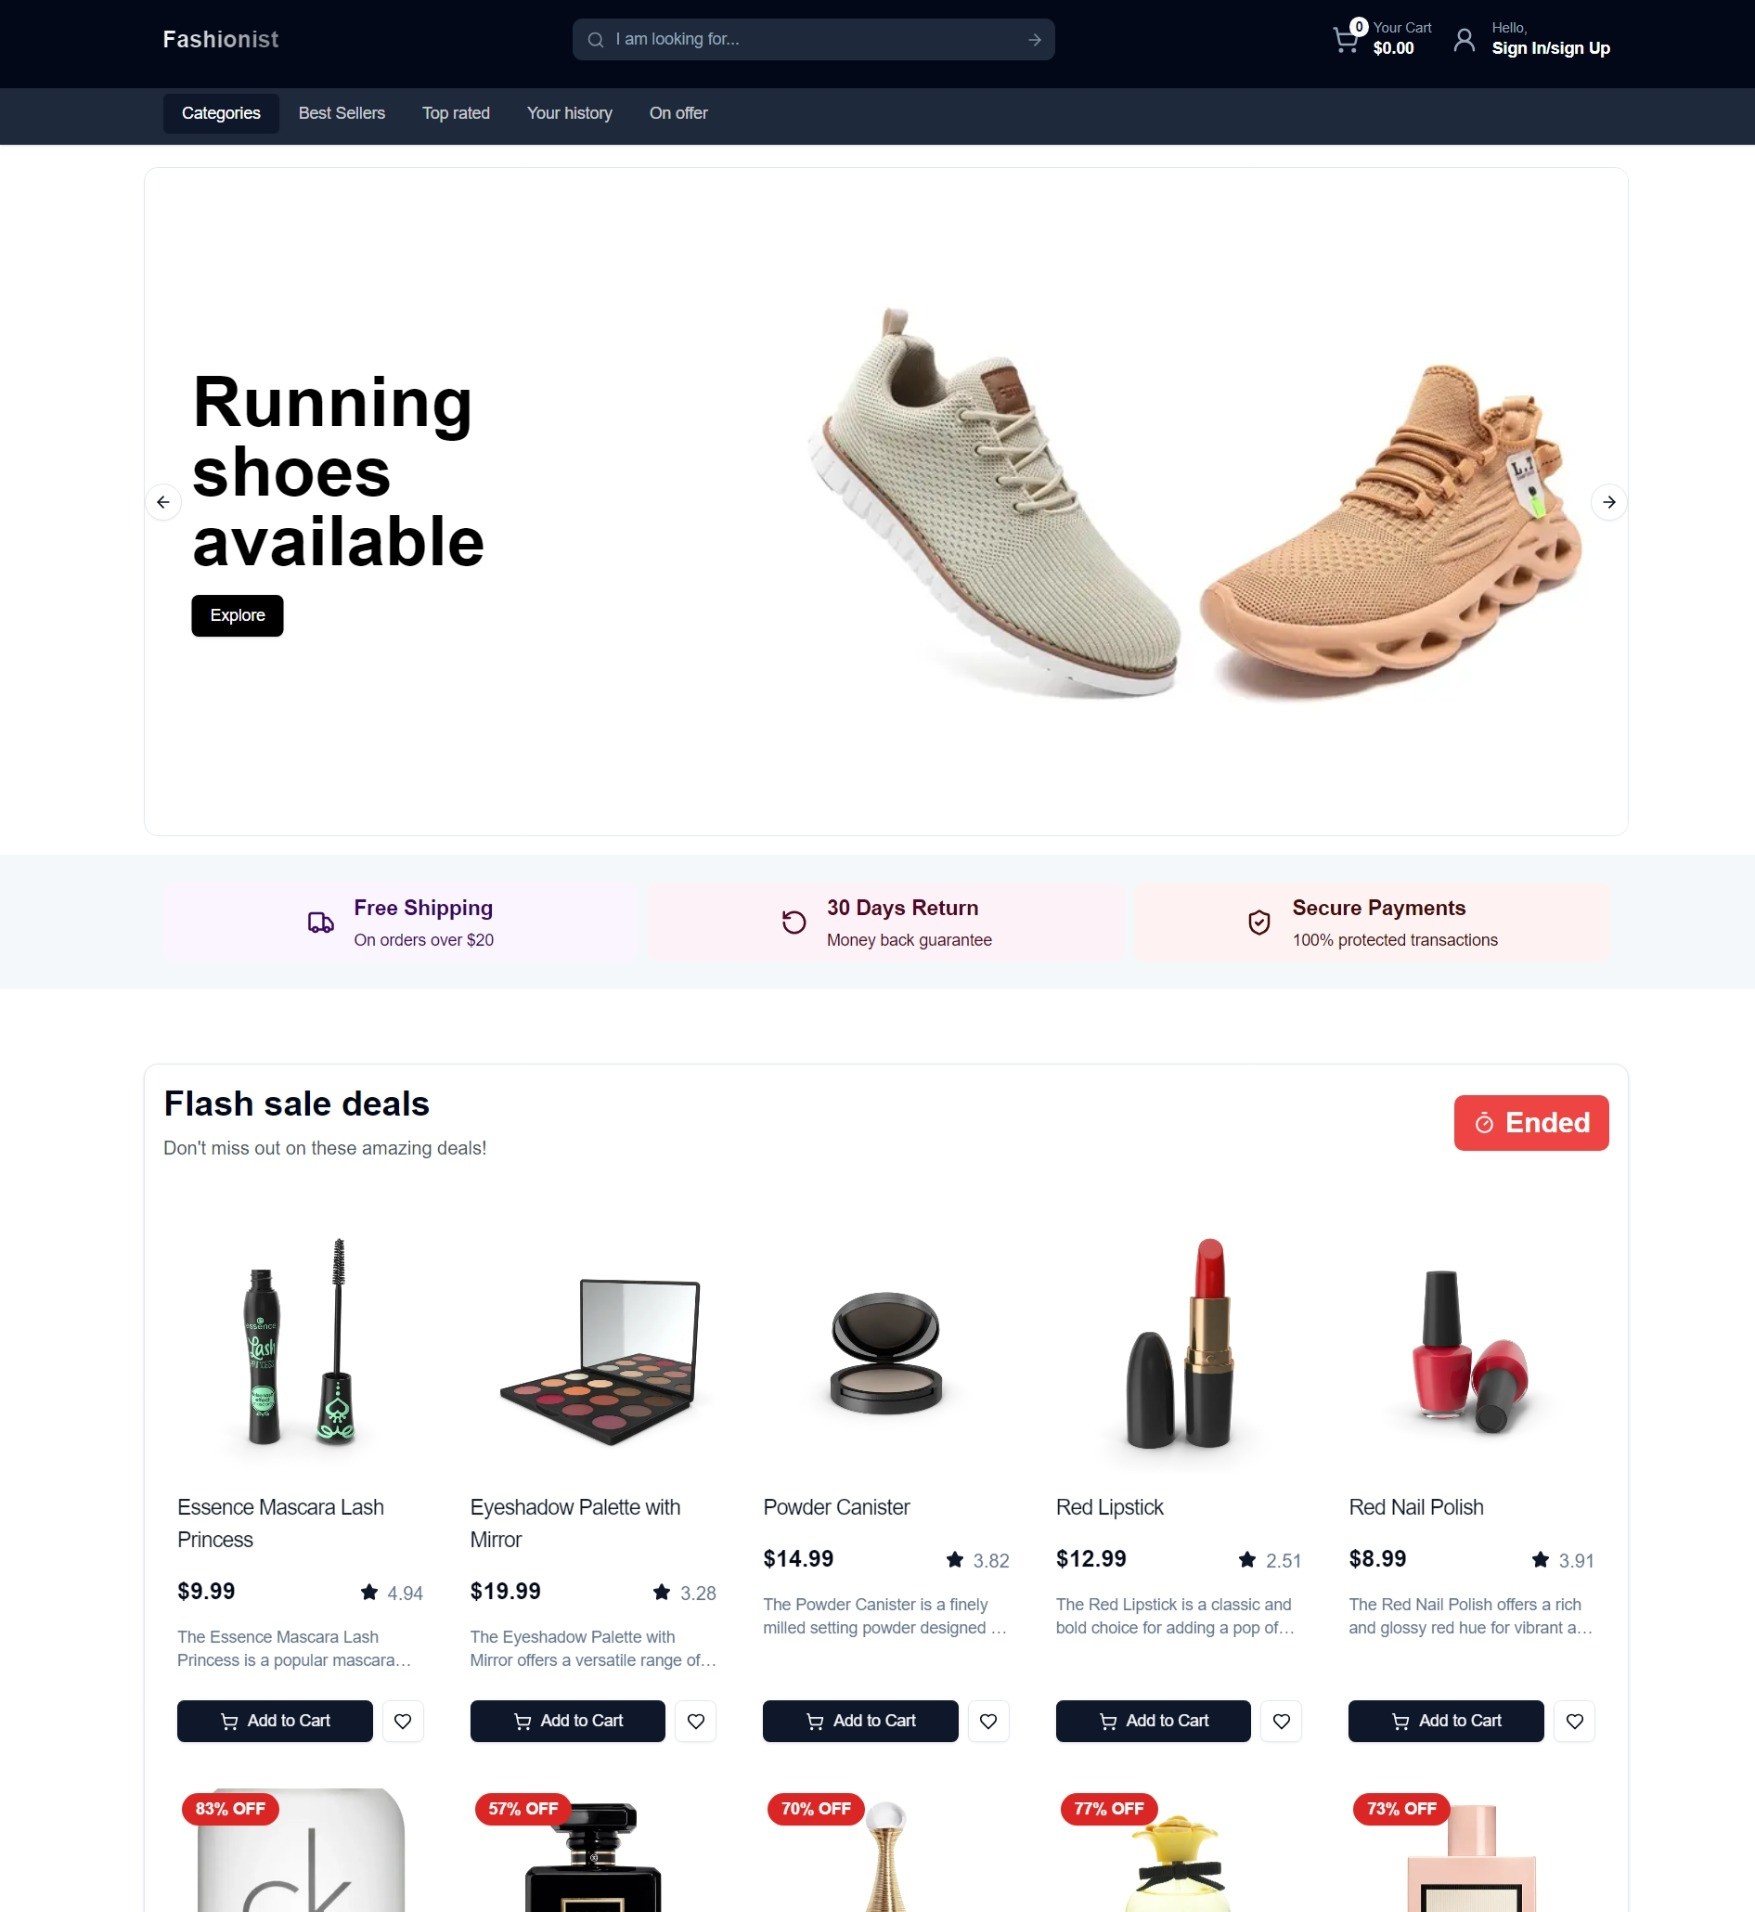 Fashionist
I am looking for...
0
Your Cart
$0.00
Hello,
Sign In/sign Up
Categories
Best Sellers
Top rated
Your history
On offer
Running
shoes
available
Explore
Free Shipping
On orders over $20
30 Days Return
Money back guarantee
Secure Payments
100% protected transactions
Flash sale deals
Don't miss out on these amazing deals!
Ended
essence
Lash
Essence Mascara Lash
Princess
$9.99
4.94
The Essence Mascara Lash
Princess is a popular mascara…
Add to Cart
Eyeshadow Palette with
Mirror
$19.99
3.28
The Eyeshadow Palette with
Mirror offers a versatile range of…
Add to Cart
Powder Canister
$14.99
3.82
The Powder Canister is a finely
milled setting powder designed …
Add to Cart
Red Lipstick
$12.99
2.51
The Red Lipstick is a classic and
bold choice for adding a pop of…
Add to Cart
Red Nail Polish
$8.99
3.91
The Red Nail Polish offers a rich
and glossy red hue for vibrant a…
Add to Cart
83% OFF
ck
57% OFF
70% OFF
77% OFF
73% OFF